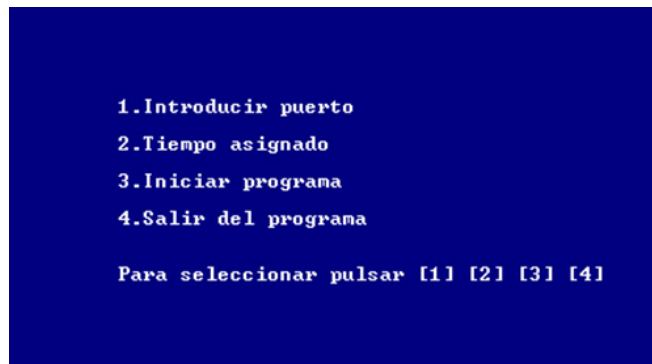 1.Introducir puerto
2.Tiempo asignado
3.Iniciar programa
4.Salir del programa
Para seleccionar pulsar [1] [2] [3] [4]